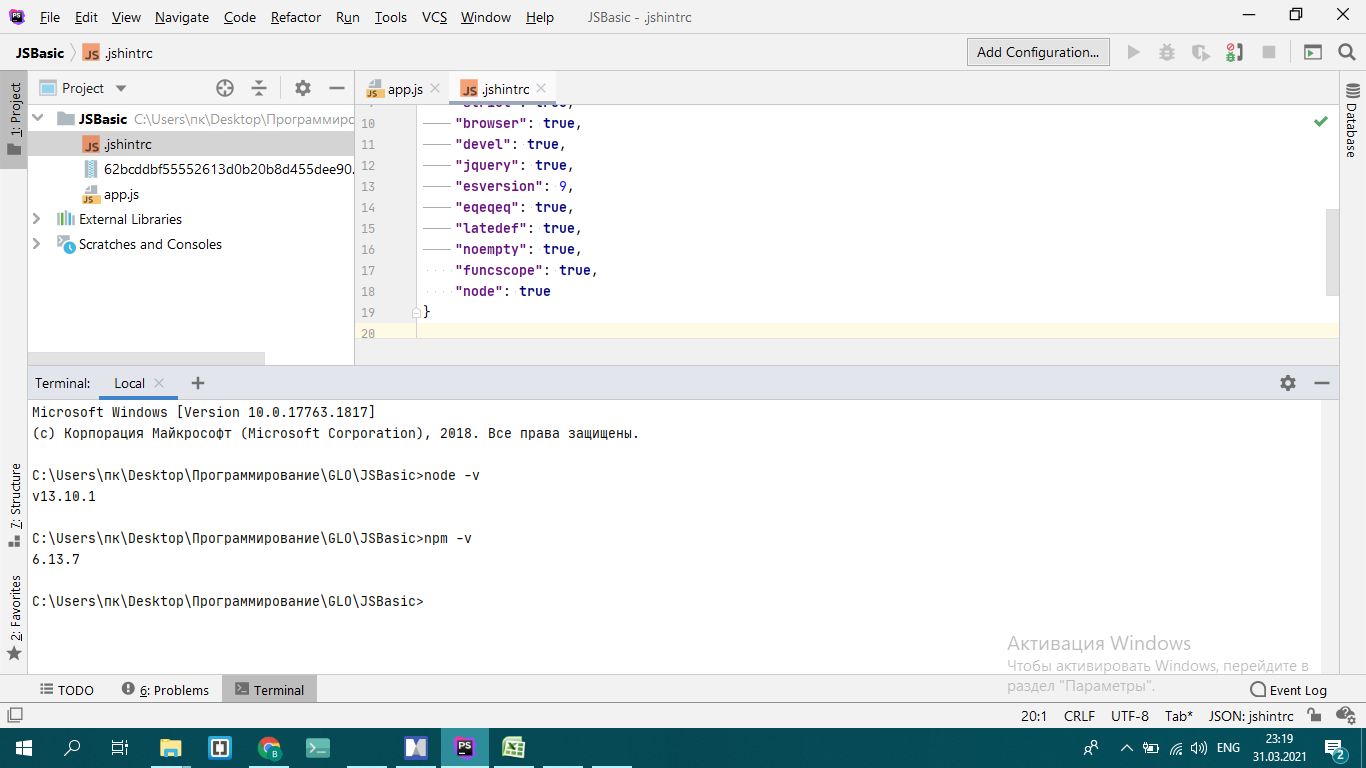 File Edit View Navigate Code Refactor Run Tools VCS Window Help JSBasic - .jshintrc
JSBasic .jshintrc Add Configuration...
1: Project
Project
JSBasic C:\Users\пк\Desktop\Программирс
.jshintrc
62bcddbf55552613d0b20b8d455dee90.
app.js
External Libraries
Scratches and Consoles
app.js .jshintrc
9 "strict": true,
10 "browser": true,
11 "devel": true,
12 "jquery": true,
13 "esversion": 9,
14 "eqeqeq": true,
15 "latedef": true,
16 "noempty": true,
17 "funcscope": true,
18 "node": true
19 }
20
Database
Terminal: Local
Microsoft Windows [Version 10.0.17763.1817]
(c) Корпорация Майкрософт (Microsoft Corporation), 2018. Все права защищены.
C:\Users\пк\Desktop\Программирование\GLO\JSBasic>node -v
v13.10.1
C:\Users\пк\Desktop\Программирование\GLO\JSBasic>npm -v
6.13.7
C:\Users\пк\Desktop\Программирование\GLO\JSBasic>
7: Structure
2: Favorites
Активация Windows
Чтобы активировать Windows, перейдите в
раздел "Параметры".
TODO 6: Problems Terminal Event Log
20:1 CRLF UTF-8 Tab* JSON: jshintrc
ENG 23:19
31.03.2021
2